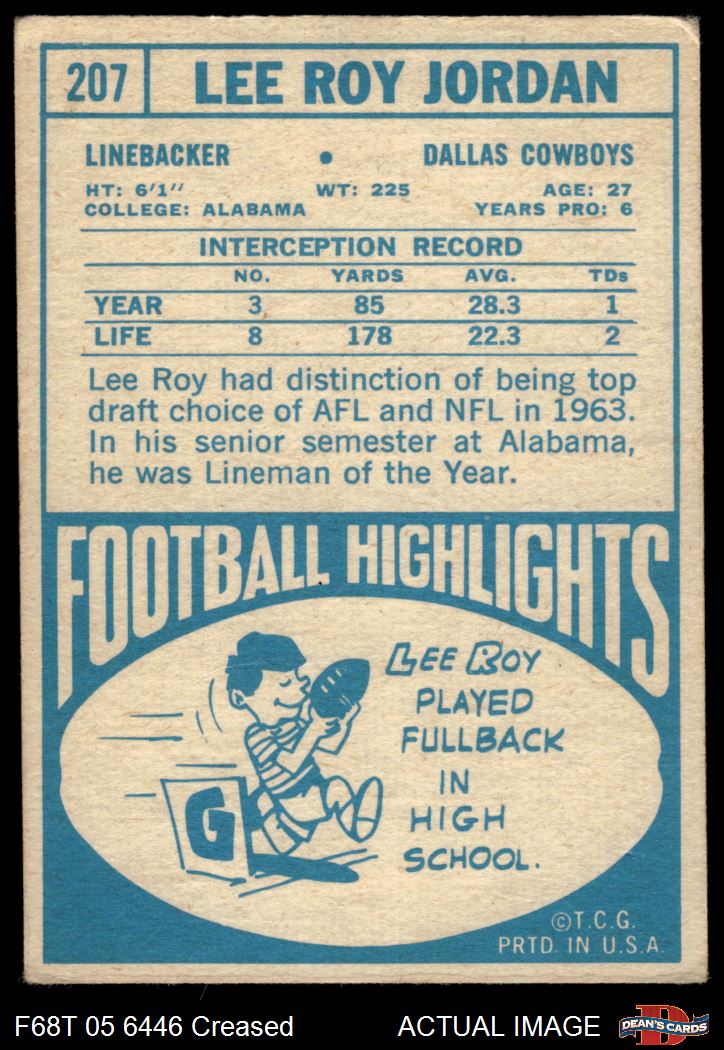 207 LEE ROY JORDAN
LINEBACKER • DALLAS COWBOYS
HT: 6'1" WT: 225 AGE: 27
COLLEGE: ALABAMA YEARS PRO: 6
INTERCEPTION RECORD
NO. YARDS AVG. TDs
YEAR 3 85 28.3 1
LIFE 8 178 22.3 2
Lee Roy had distinction of being top
draft choice of AFL and NFL in 1963.
In his senior semester at Alabama,
he was Lineman of the Year.
FOOTBALL HIGHLIGHTS
LEE ROY
PLAYED
FULLBACK
IN
HIGH
SCHOOL.
G
©T.C.G.
PRTD. IN U.S.A.
F68T 05 6446 Creased ACTUAL IMAGE
D
DEAN'S CARDS